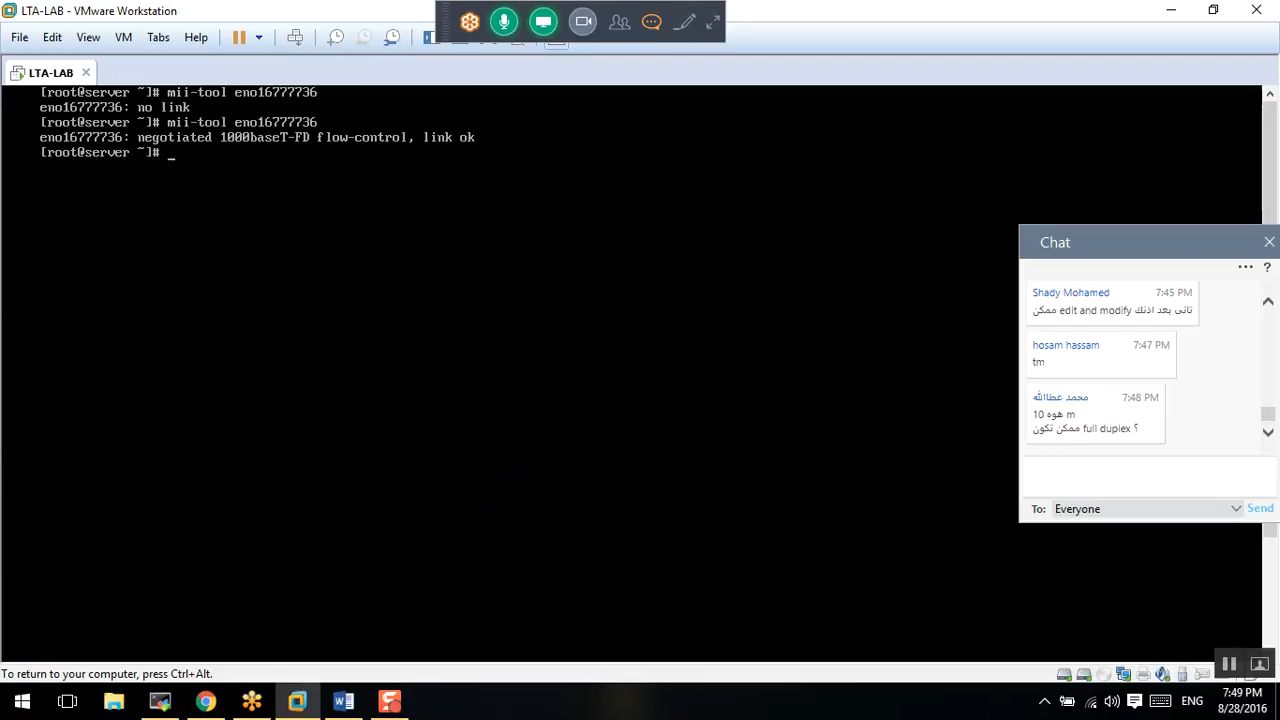 LTA-LAB - VMware Workstation
File Edit View VM Tabs Help
LTA-LAB
[root@server ~]# mii-tool eno16777736
eno16777736: no link
[root@server ~]# mii-tool eno16777736
eno16777736: negotiated 1000baseT-FD flow-control, link ok
[root@server ~]# _
Chat
?
Shady Mohamed 7:45 PM
ممكن edit and modify تانى بعد اذنك
hosam hassam 7:47 PM
tm
محمد عطاالله 7:48 PM
10 هوه m
ممكن تكون full duplex ؟
To: Everyone Send
To return to your computer, press Ctrl+Alt.
ENG
7:49 PM
8/28/2016